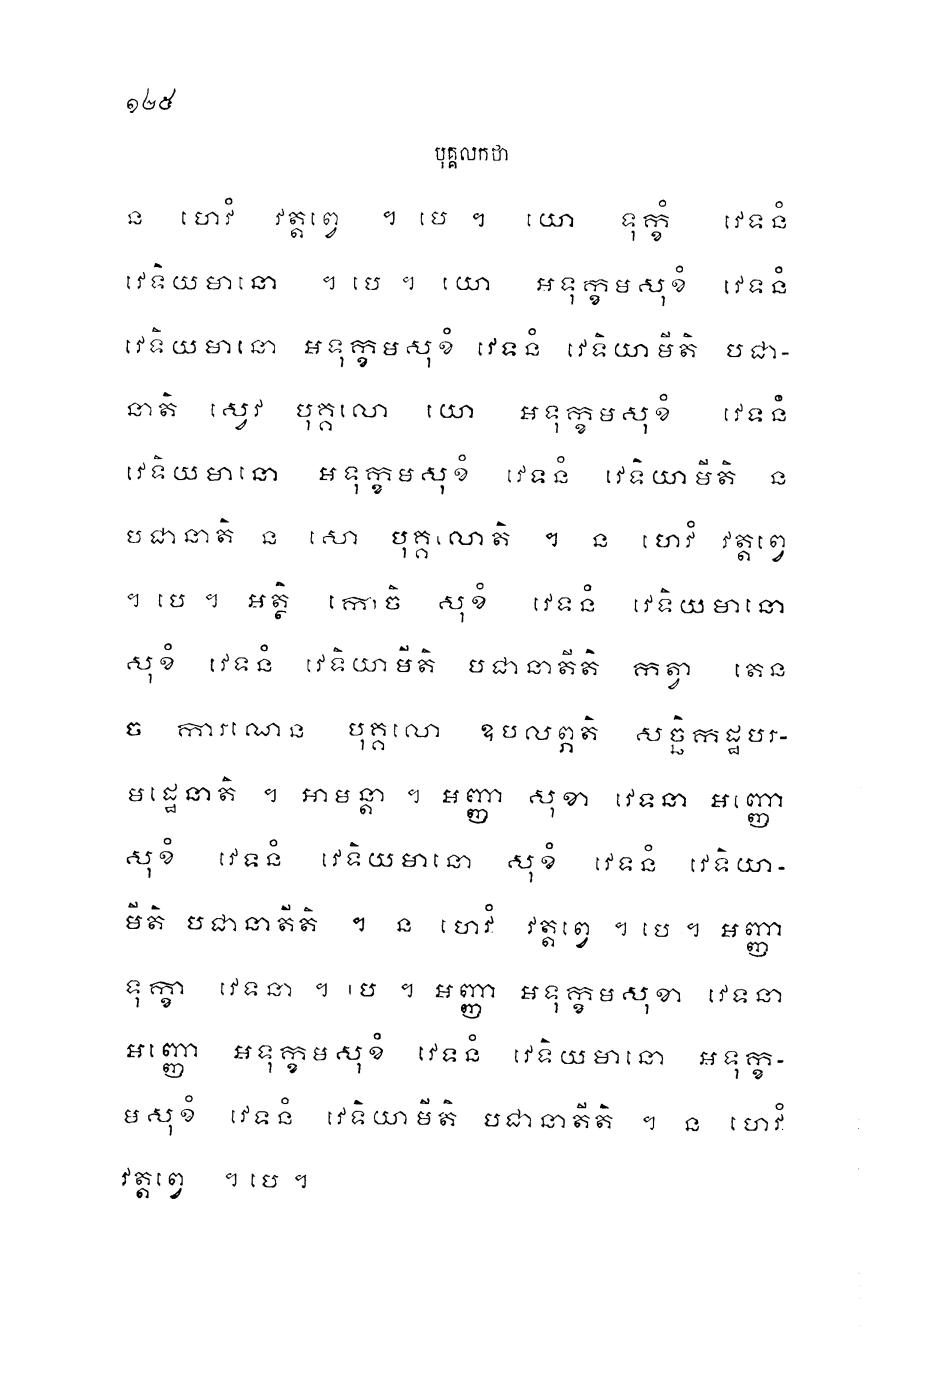 ១២៥
បុគ្គលកថា
ន ហេវំ វត្តព្វេ ។ បេ ។ យោ ទុក្ខំ វេទនំ
វេទិយមានោ ។ បេ ។ យោ អទុក្ខមសុខំ វេទនំ
វេទិយមានោ អទុក្ខមសុខំ វេទនំ វេទិយាមីតិ បជា-
នាតិ ស្វេវ បុគ្គលោ យោ អទុក្ខមសុខំ វេទនំ
វេទិយមានោ អទុក្ខមសុខំ វេទនំ វេទិយាមីតិ ន
បជានាតិ ន សោ បុគ្គលោតិ ។ ន ហេវំ វត្តព្វេ
។ បេ ។ អត្ថិ កោចិ សុខំ វេទនំ វេទិយមានោ
សុខំ វេទនំ វេទិយាមីតិ បជានាតីតិ កត្វា តេន
ច ការណេន បុគ្គលោ ឧបលព្ភតិ សច្ឆិកដ្ឋបរ-
មដ្ឋេនាតិ ។ អាមន្តា ។ អញ្ញា សុខា វេទនា អញ្ញោ
សុខំ វេទនំ វេទិយមានោ សុខំ វេទនំ វេទិយា-
មីតិ បជានាតីតិ ។ ន ហេវំ វត្តព្វេ ។ បេ ។ អញ្ញា
ទុក្ខា វេទនា ។ បេ ។ អញ្ញា អទុក្ខមសុខា វេទនា
អញ្ញោ អទុក្ខមសុខំ វេទនំ វេទិយមានោ អទុក្ខ-
មសុខំ វេទនំ វេទិយាមីតិ បជានាតីតិ ។ ន ហេវំ
វត្តព្វេ ។ បេ ។